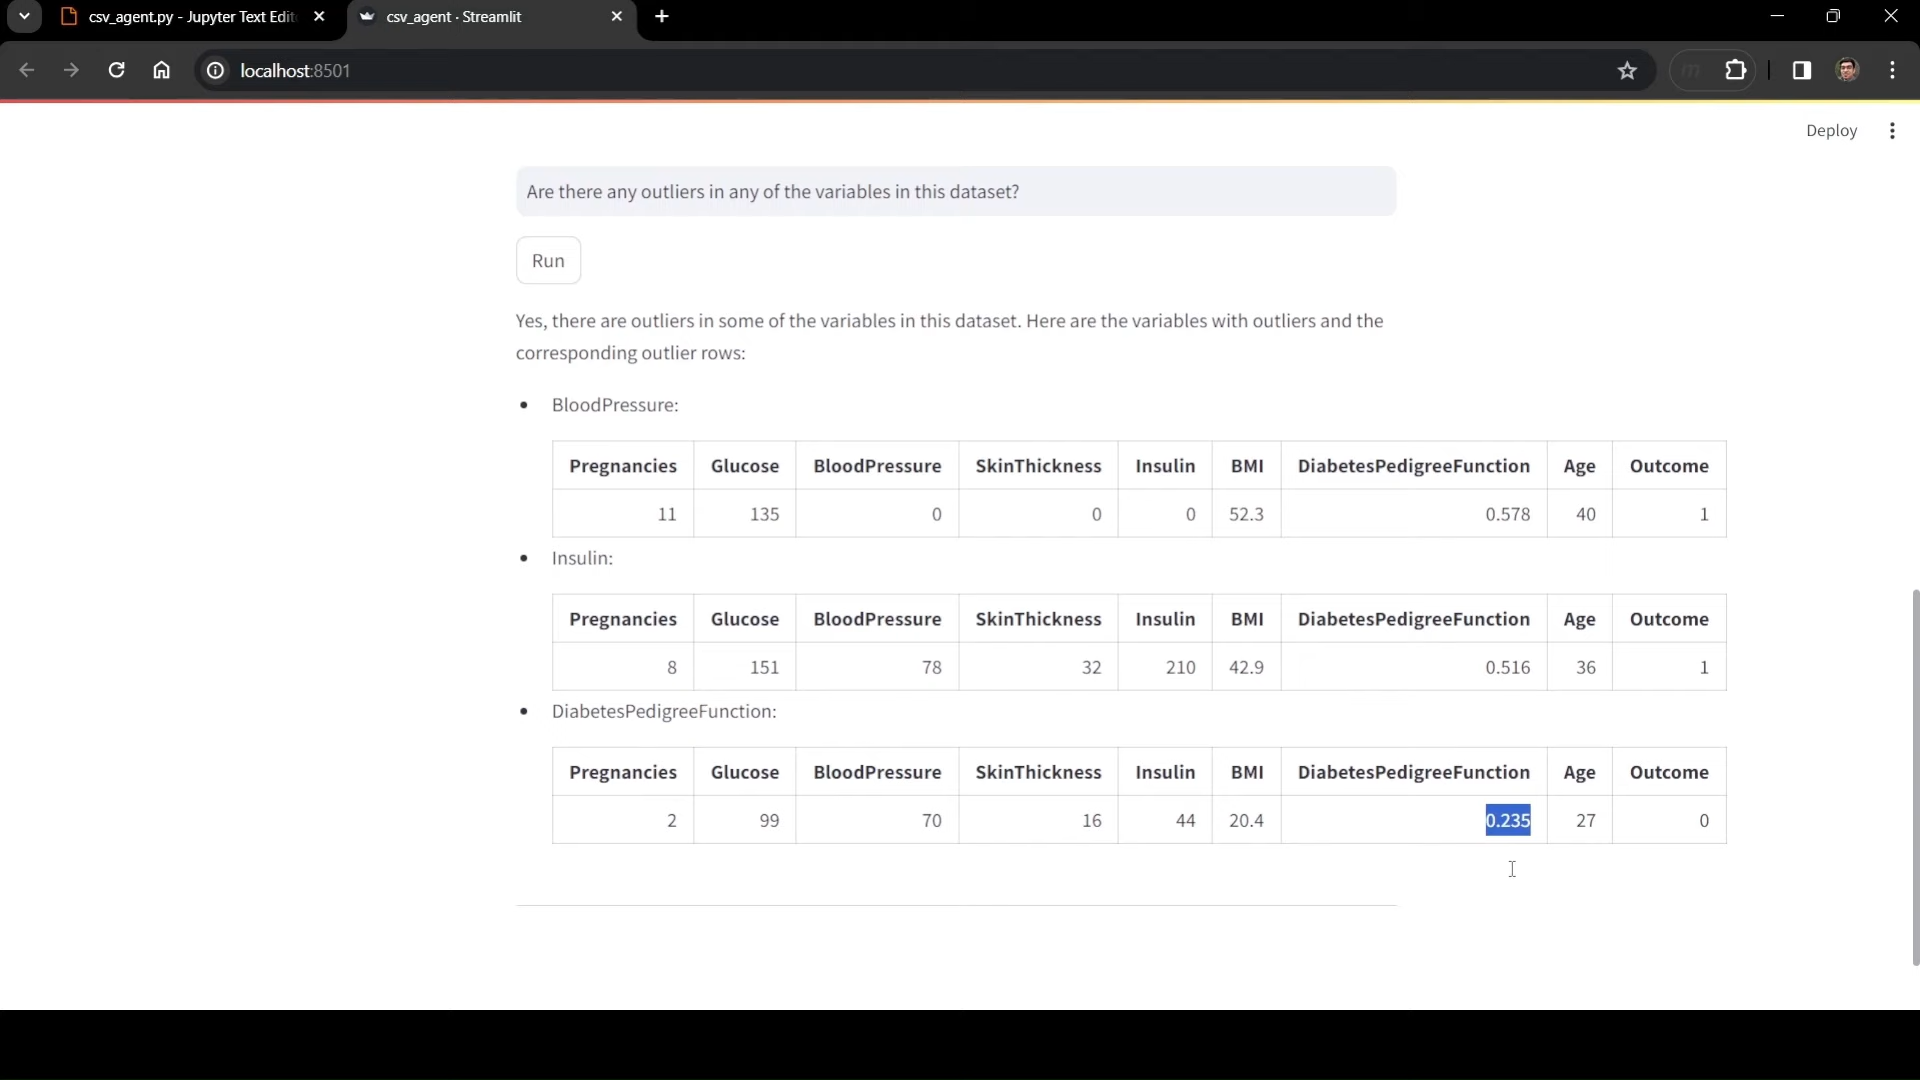 csv_agent.py - Jupyter Text Edit
csv_agent · Streamlit
localhost:8501
Deploy
Are there any outliers in any of the variables in this dataset?
Run
Yes, there are outliers in some of the variables in this dataset. Here are the variables with outliers and the
corresponding outlier rows:
• BloodPressure:
Pregnancies Glucose BloodPressure SkinThickness Insulin BMI DiabetesPedigreeFunction Age Outcome
11 135 0 0 0 52.3 0.578 40 1
• Insulin:
Pregnancies Glucose BloodPressure SkinThickness Insulin BMI DiabetesPedigreeFunction Age Outcome
8 151 78 32 210 42.9 0.516 36 1
• DiabetesPedigreeFunction:
Pregnancies Glucose BloodPressure SkinThickness Insulin BMI DiabetesPedigreeFunction Age Outcome
2 99 70 16 44 20.4 0.235 27 0